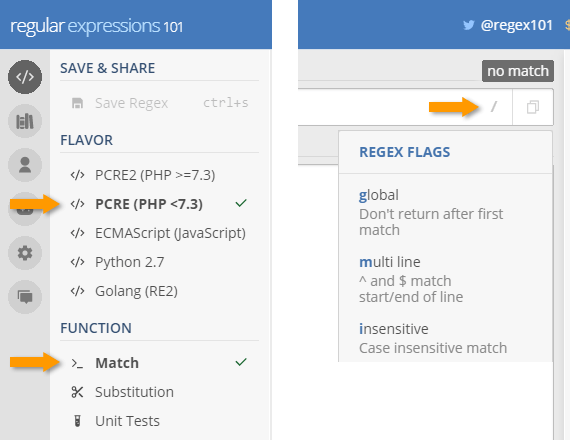 regular expressions 101
SAVE & SHARE
Save Regex ctrl+s
FLAVOR
PCRE2 (PHP >=7.3)
PCRE (PHP <7.3)
ECMAScript (JavaScript)
Python 2.7
Golang (RE2)
FUNCTION
Match
Substitution
Unit Tests
@regex101 $
no match
/
REGEX FLAGS
global
Don't return after first
match
multi line
^ and $ match
start/end of line
insensitive
Case insensitive match